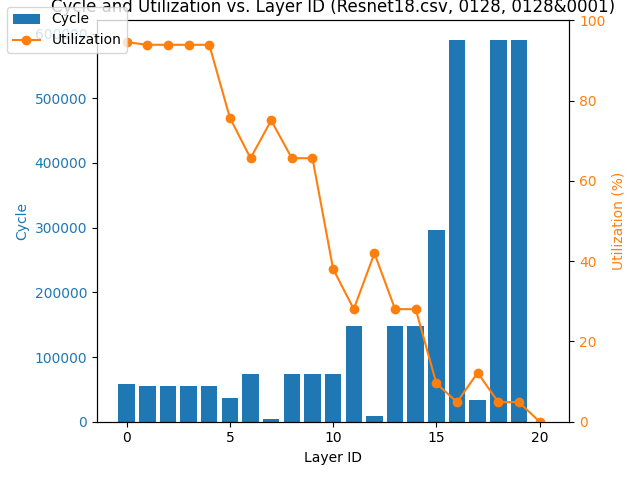 Cycle and Utilization vs. Layer ID (Resnet18.csv, 0128, 0128&0001)
Cycle
Utilization
600000
500000
400000
300000
200000
100000
0
Cycle
100
80
60
40
20
0
Utilization (%)
0 5 10 15 20
Layer ID